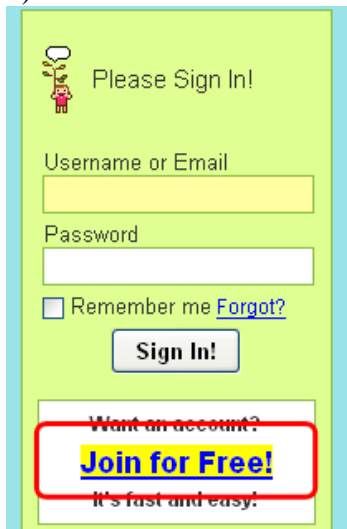 Please Sign In!
Username or Email
Password
Remember me Forgot?
Sign In!
Want an account?
Join for Free!
It's fast and easy!